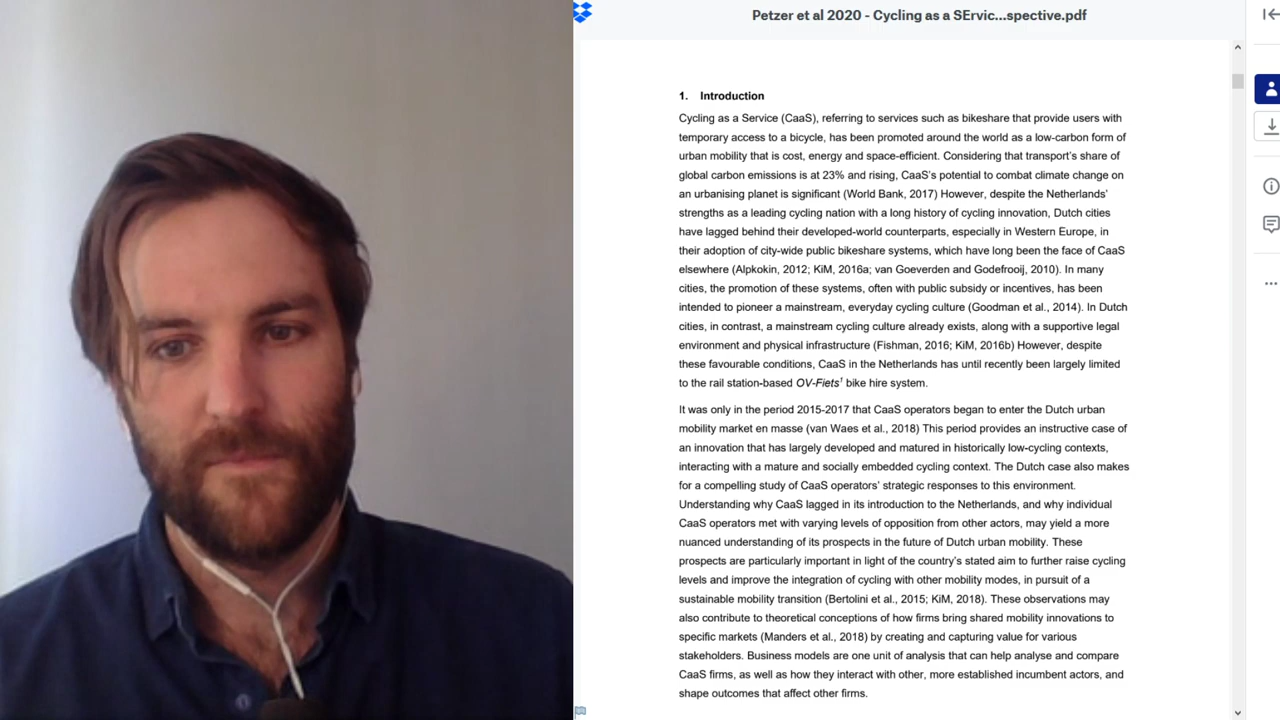 Petzer et al 2020 - Cycling as a SErvic...spective.pdf
1. Introduction
Cycling as a Service (CaaS), referring to services such as bikeshare that provide users with
temporary access to a bicycle, has been promoted around the world as a low-carbon form of
urban mobility that is cost, energy and space-efficient. Considering that transport's share of
global carbon emissions is at 23% and rising, CaaS's potential to combat climate change on
an urbanising planet is significant (World Bank, 2017) However, despite the Netherlands'
strengths as a leading cycling nation with a long history of cycling innovation, Dutch cities
have lagged behind their developed-world counterparts, especially in Western Europe, in
their adoption of city-wide public bikeshare systems, which have long been the face of CaaS
elsewhere (Alpkokin, 2012; KiM, 2016a; van Goeverden and Godefrooij, 2010). In many
cities, the promotion of these systems, often with public subsidy or incentives, has been
intended to pioneer a mainstream, everyday cycling culture (Goodman et al., 2014). In Dutch
cities, in contrast, a mainstream cycling culture already exists, along with a supportive legal
environment and physical infrastructure (Fishman, 2016; KiM, 2016b) However, despite
these favourable conditions, CaaS in the Netherlands has until recently been largely limited
to the rail station-based OV-Fiets¹ bike hire system.
It was only in the period 2015-2017 that CaaS operators began to enter the Dutch urban
mobility market en masse (van Waes et al., 2018) This period provides an instructive case of
an innovation that has largely developed and matured in historically low-cycling contexts,
interacting with a mature and socially embedded cycling context. The Dutch case also makes
for a compelling study of CaaS operators' strategic responses to this environment.
Understanding why CaaS lagged in its introduction to the Netherlands, and why individual
CaaS operators met with varying levels of opposition from other actors, may yield a more
nuanced understanding of its prospects in the future of Dutch urban mobility. These
prospects are particularly important in light of the country's stated aim to further raise cycling
levels and improve the integration of cycling with other mobility modes, in pursuit of a
sustainable mobility transition (Bertolini et al., 2015; KiM, 2018). These observations may
also contribute to theoretical conceptions of how firms bring shared mobility innovations to
specific markets (Manders et al., 2018) by creating and capturing value for various
stakeholders. Business models are one unit of analysis that can help analyse and compare
CaaS firms, as well as how they interact with other, more established incumbent actors, and
shape outcomes that affect other firms.